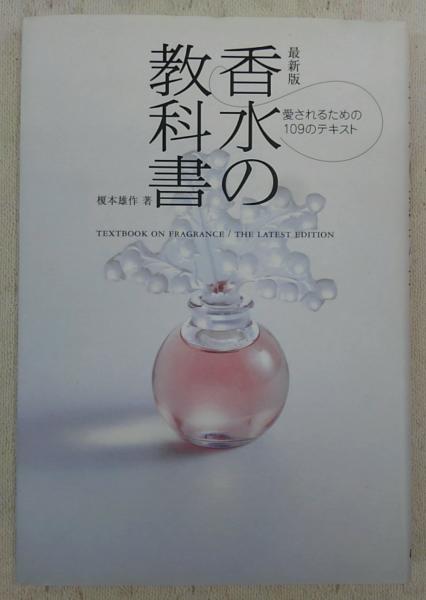 最新版
香水の
教科書
愛されるための
109のテキスト
榎本雄作 著
TEXTBOOK ON FRAGRANCE / THE LATEST EDITION